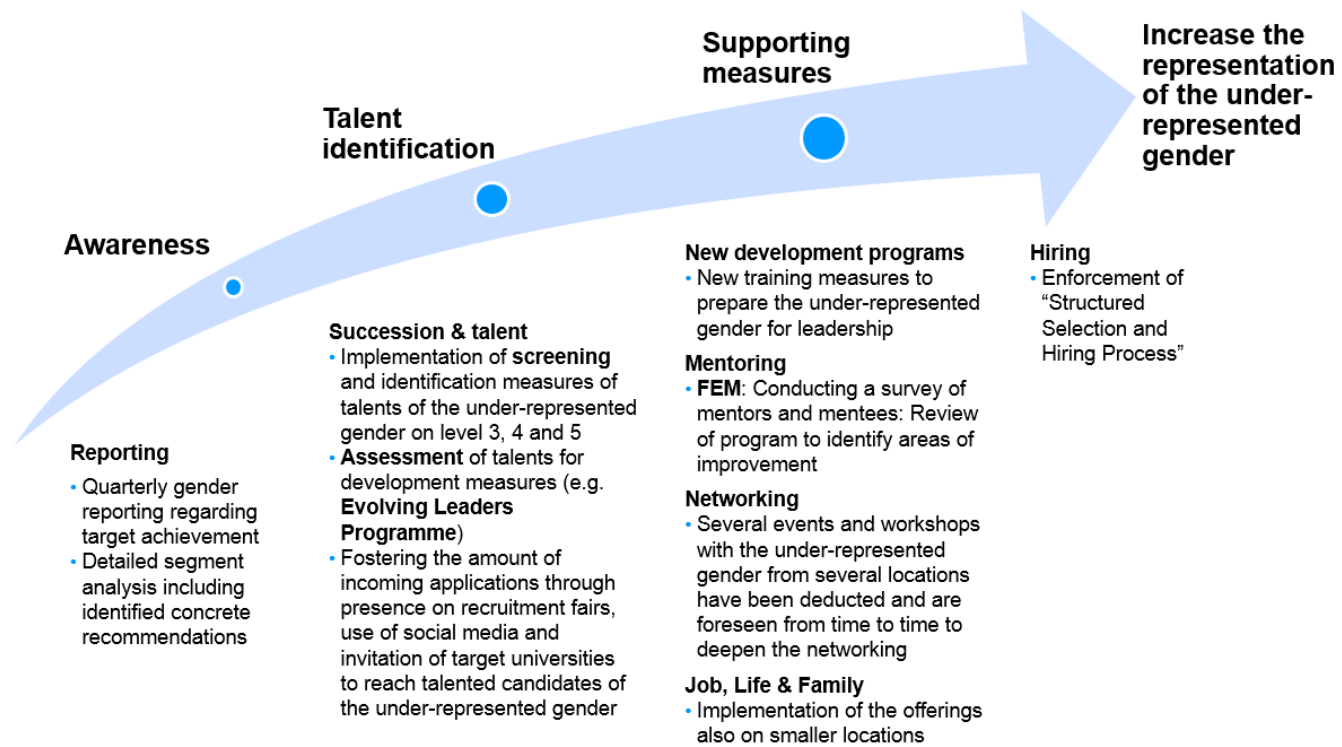 Awareness
Reporting
• Quarterly gender
reporting regarding
target achievement
• Detailed segment
analysis including
identified concrete
recommendations
Talent
identification
Succession & talent
• Implementation of screening
and identification measures of
talents of the under-represented
gender on level 3, 4 and 5
• Assessment of talents for
development measures (e.g.
Evolving Leaders
Programme)
• Fostering the amount of
incoming applications through
presence on recruitment fairs,
use of social media and
invitation of target universities
to reach talented candidates of
the under-represented gender
Supporting
measures
New development programs
• New training measures to
prepare the under-represented
gender for leadership
Mentoring
• FEM: Conducting a survey of
mentors and mentees: Review
of program to identify areas of
improvement
Networking
• Several events and workshops
with the under-represented
gender from several locations
have been deducted and are
foreseen from time to time to
deepen the networking
Job, Life & Family
• Implementation of the offerings
also on smaller locations
Increase the
representation
of the under-
represented
gender
Hiring
• Enforcement of
“Structured
Selection and
Hiring Process”